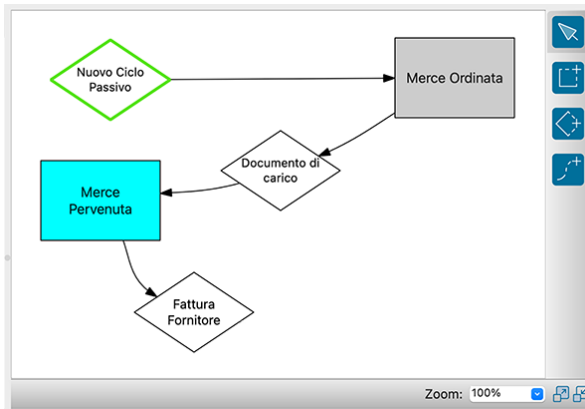 Nuovo Ciclo
Passivo
Merce Ordinata
Documento di
carico
Merce
Pervenuta
Fattura
Fornitore
Zoom: 100%